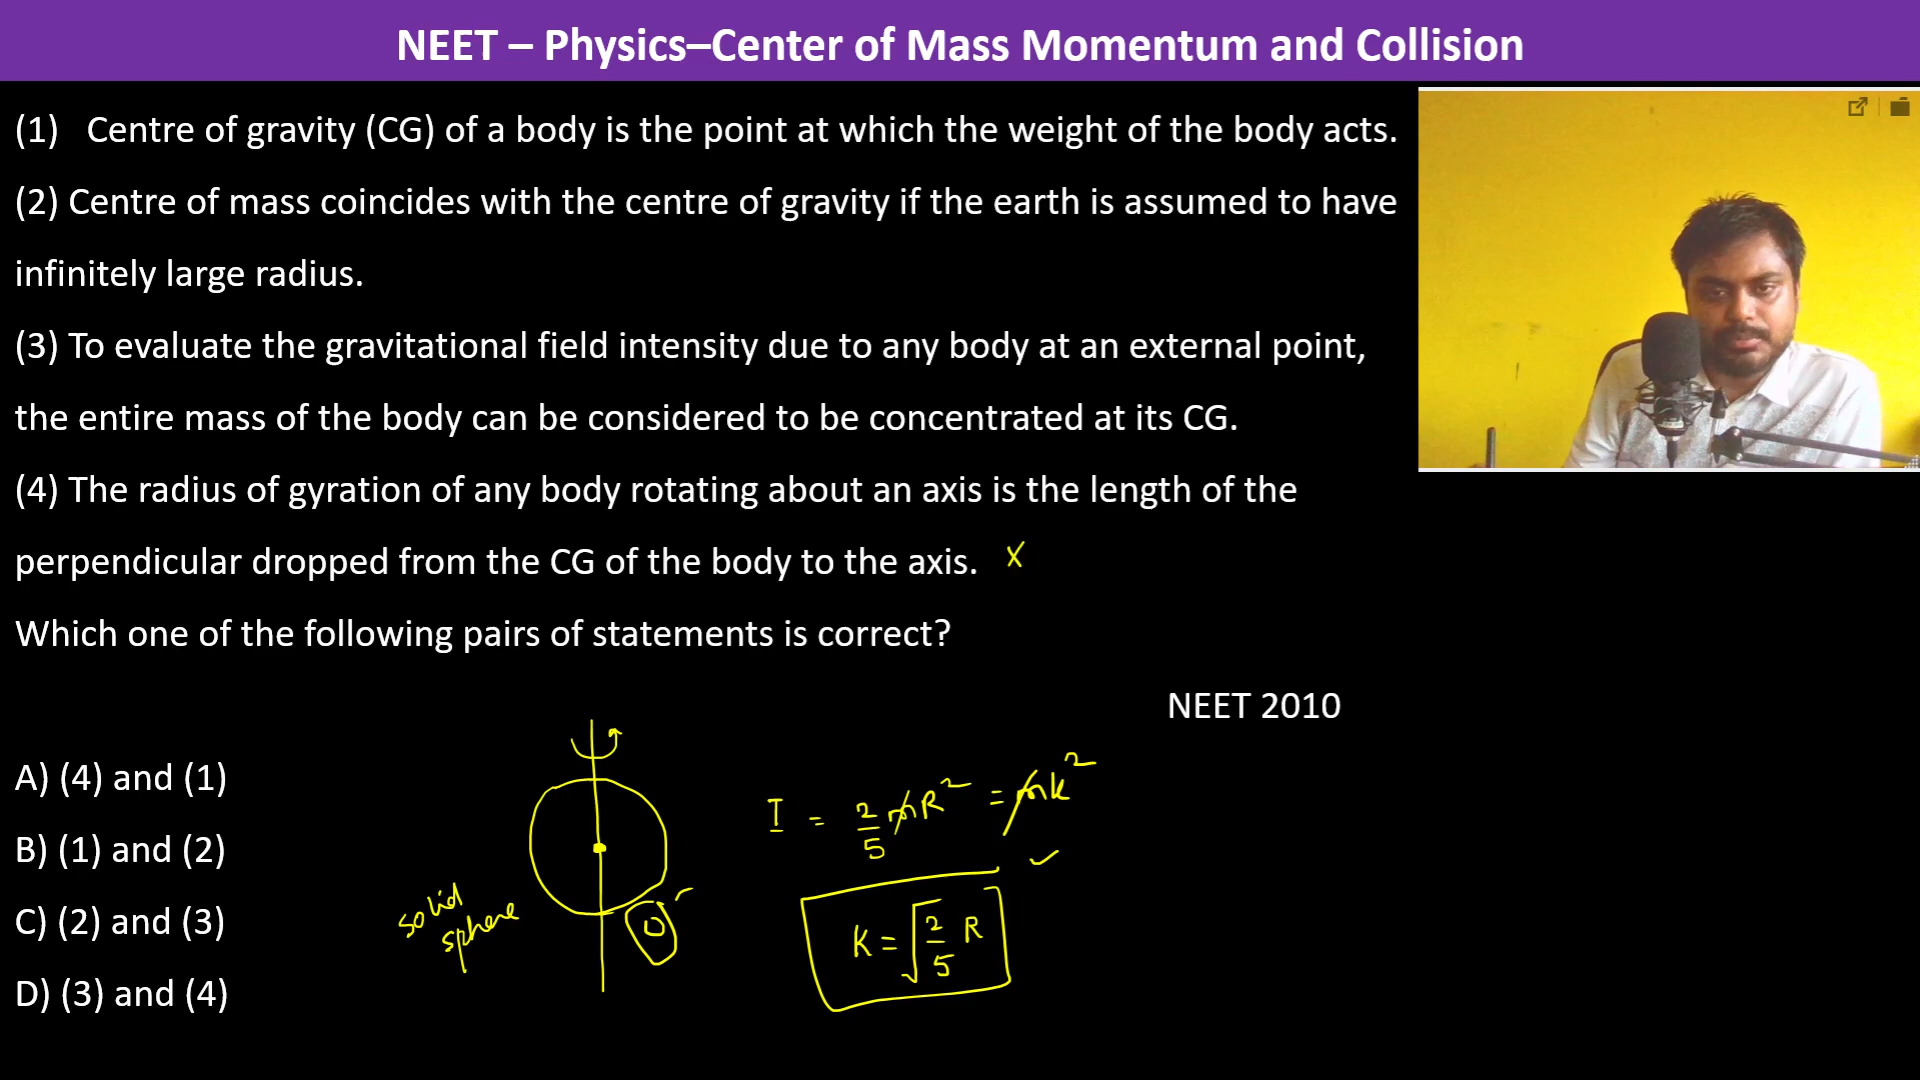 NEET – Physics–Center of Mass Momentum and Collision
(1) Centre of gravity (CG) of a body is the point at which the weight of the body acts.
(2) Centre of mass coincides with the centre of gravity if the earth is assumed to have
infinitely large radius.
(3) To evaluate the gravitational field intensity due to any body at an external point,
the entire mass of the body can be considered to be concentrated at its CG.
(4) The radius of gyration of any body rotating about an axis is the length of the
perpendicular dropped from the CG of the body to the axis. X
Which one of the following pairs of statements is correct?
NEET 2010
A) (4) and (1)
I = 2/5 mR² = mk²
B) (1) and (2)
C) (2) and (3)
solid
sphere
0
K = √2/5 R
D) (3) and (4)